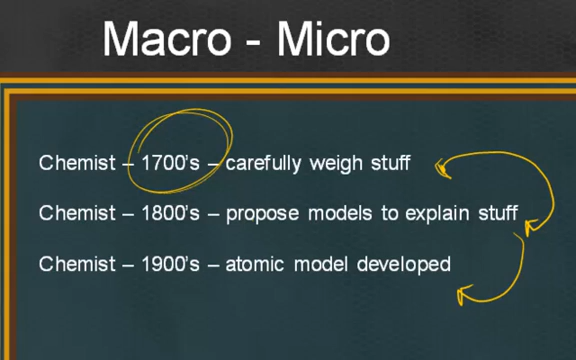 Macro - Micro
Chemist – 1700's – carefully weigh stuff
Chemist – 1800's – propose models to explain stuff
Chemist – 1900's – atomic model developed